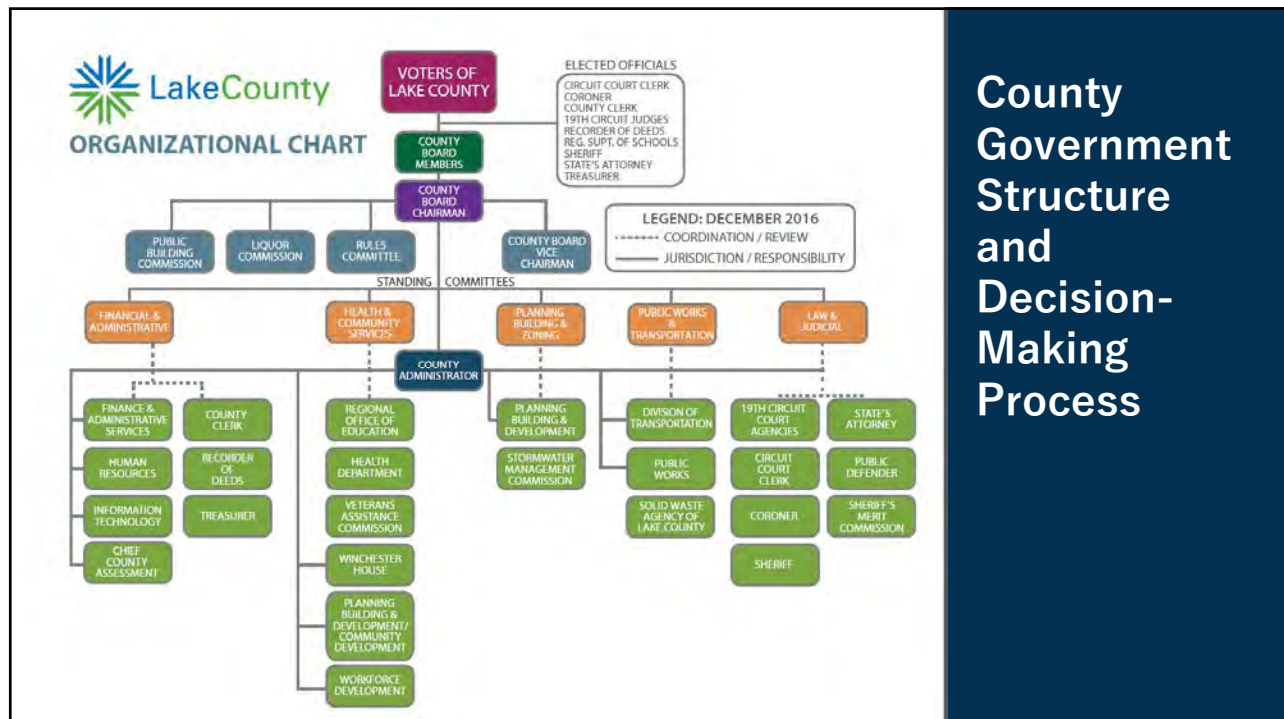 LakeCounty
ORGANIZATIONAL CHART
VOTERS OF
LAKE COUNTY
ELECTED OFFICIALS
CIRCUIT COURT CLERK
CORONER
COUNTY CLERK
19TH CIRCUIT JUDGES
RECORDER OF DEEDS
REG. SUPT. OF SCHOOLS
SHERIFF
STATE'S ATTORNEY
TREASURER
COUNTY
BOARD
MEMBERS
COUNTY
BOARD
CHAIRMAN
LEGEND: DECEMBER 2016
COORDINATION / REVIEW
JURISDICTION / RESPONSIBILITY
PUBLIC
BUILDING
COMMISSION
LIQUOR
COMMISSION
RULES
COMMITTEE
COUNTY BOARD
VICE
CHAIRMAN
STANDING COMMITTEES
FINANCIAL &
ADMINISTRATIVE
HEALTH &
COMMUNITY
SERVICES
PLANNING
BUILDING &
ZONING
PUBLIC WORKS
&
TRANSPORTATION
LAW &
JUDICIAL
COUNTY
ADMINISTRATOR
FINANCE &
ADMINISTRATIVE
SERVICES
HUMAN
RESOURCES
INFORMATION
TECHNOLOGY
CHIEF
COUNTY
ASSESSMENT
COUNTY
CLERK
RECORDER
OF
DEEDS
TREASURER
REGIONAL
OFFICE OF
EDUCATION
HEALTH
DEPARTMENT
VETERANS
ASSISTANCE
COMMISSION
WINCHESTER
HOUSE
PLANNING
BUILDING &
DEVELOPMENT/
COMMUNITY
DEVELOPMENT
WORKFORCE
DEVELOPMENT
PLANNING
BUILDING &
DEVELOPMENT
STORMWATER
MANAGEMENT
COMMISSION
DIVISION OF
TRANSPORTATION
PUBLIC
WORKS
SOLID WASTE
AGENCY OF
LAKE COUNTY
19TH CIRCUIT
COURT
AGENCIES
CIRCUIT
COURT
CLERK
CORONER
SHERIFF
STATE'S
ATTORNEY
PUBLIC
DEFENDER
SHERIFF'S
MERIT
COMMISSION
County
Government
Structure
and
Decision-
Making
Process